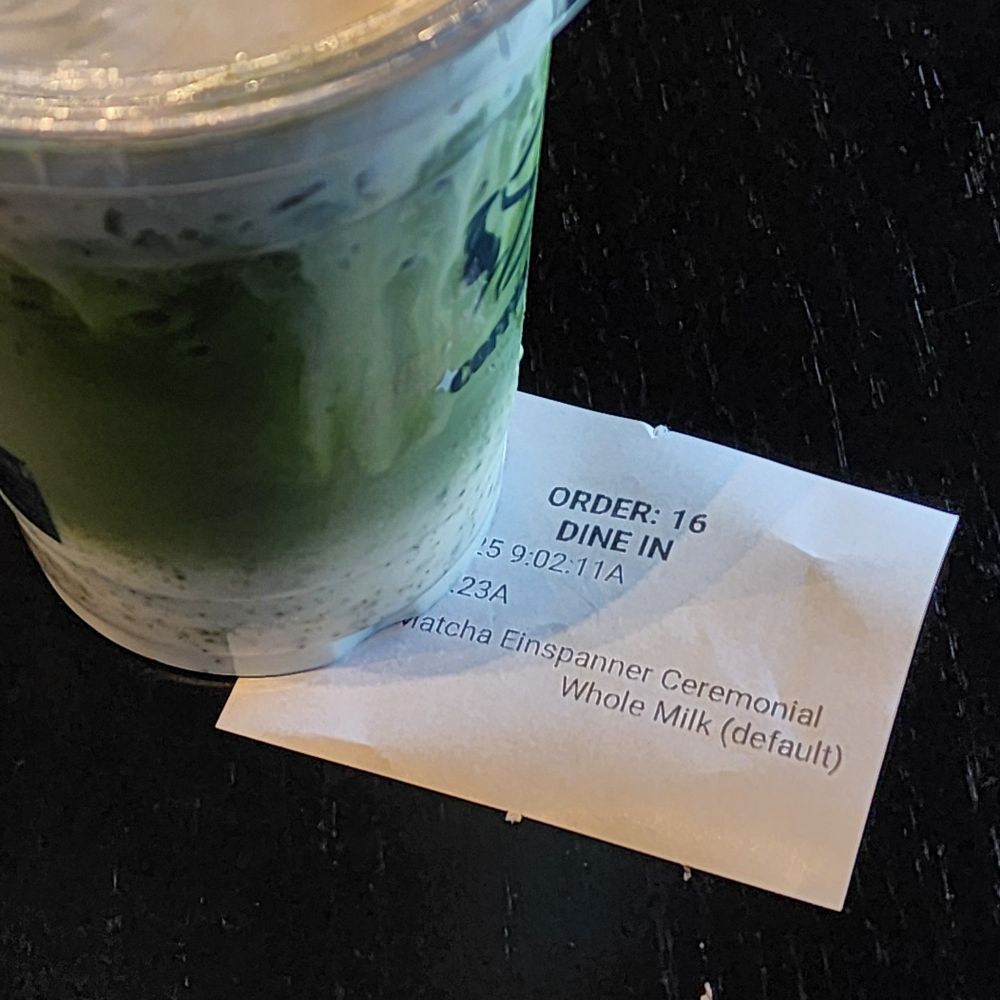 ORDER: 16
DINE IN
25 9:02:11A
:23A
Matcha Einspanner Ceremonial
Whole Milk (default)